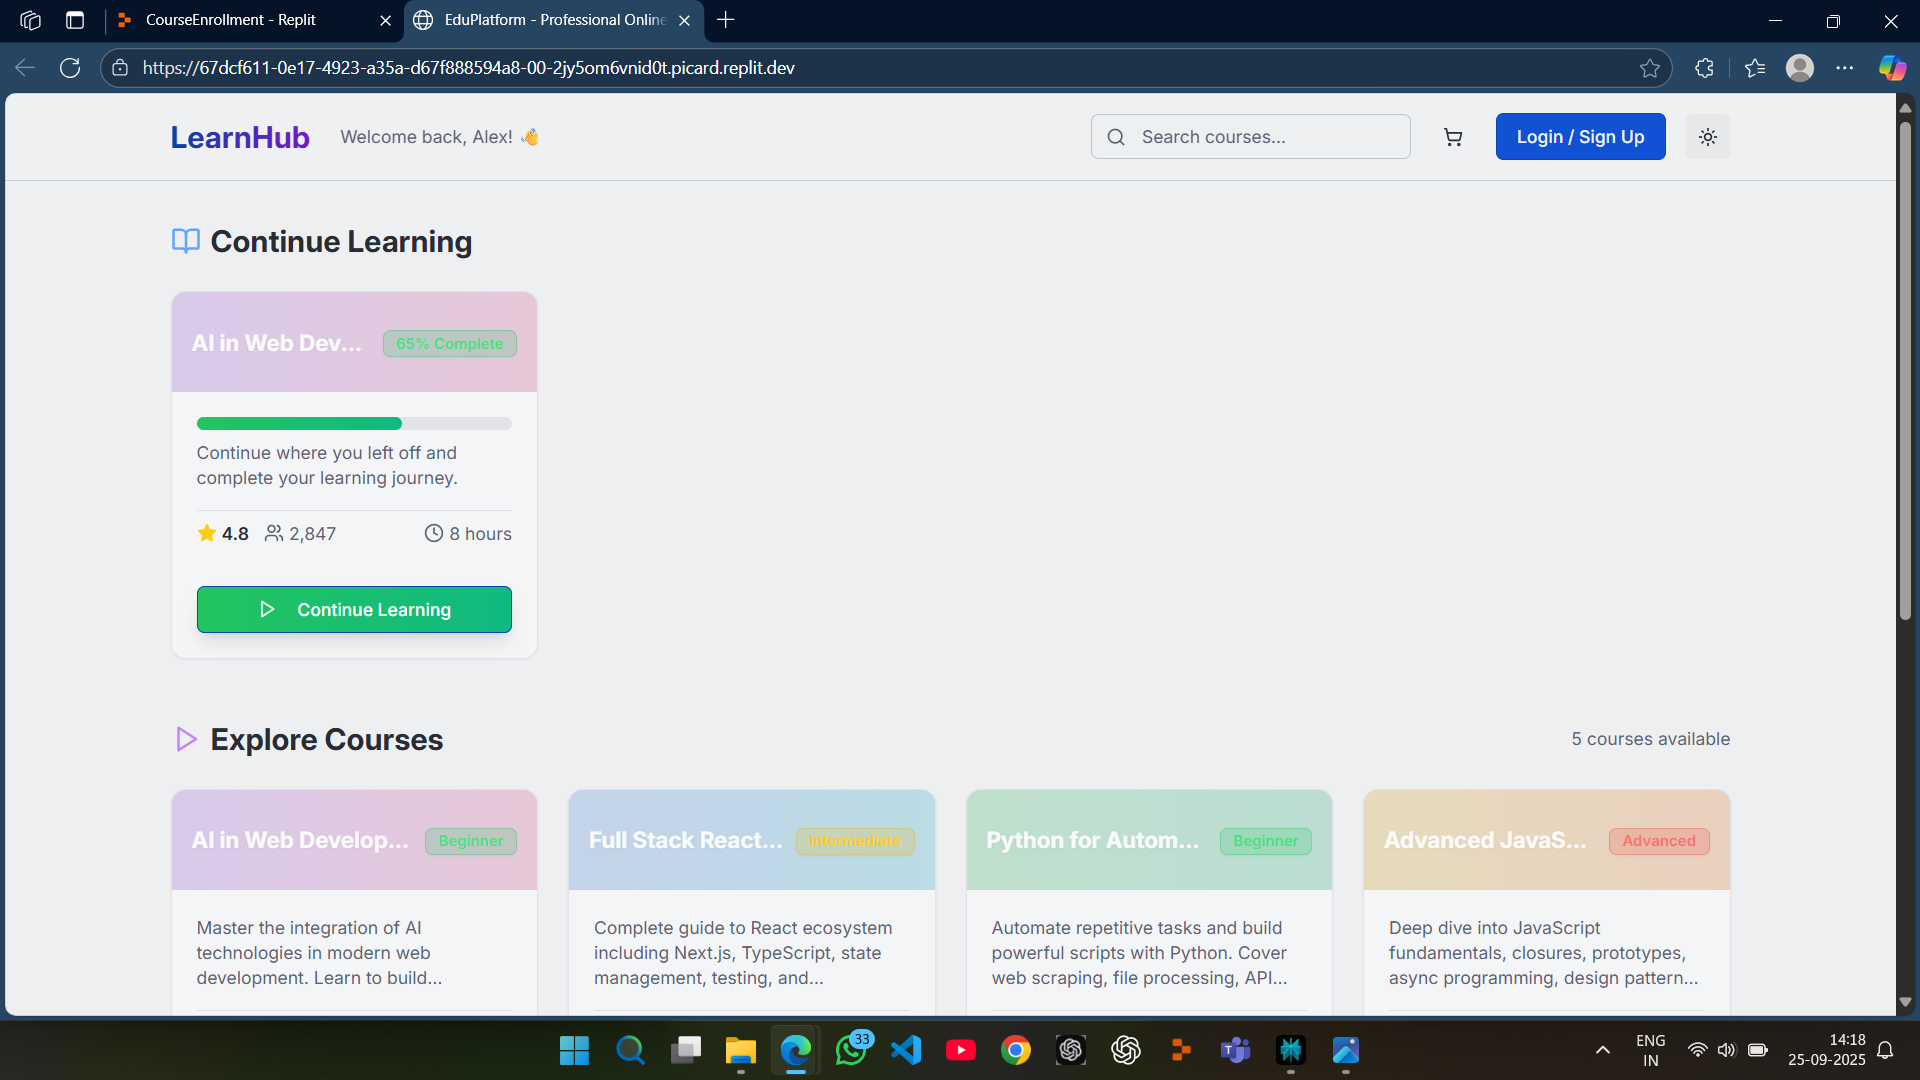 CourseEnrollment - Replit
EduPlatform - Professional Online
https://67dcf611-0e17-4923-a35a-d67f888594a8-00-2jy5om6vnid0t.picard.replit.dev
LearnHub
Welcome back, Alex! 👋
Search courses...
Login / Sign Up
Continue Learning
AI in Web Dev...
65% Complete
Continue where you left off and
complete your learning journey.
4.8
2,847
8 hours
Continue Learning
Explore Courses
5 courses available
AI in Web Develop...
Beginner
Full Stack React...
Intermediate
Python for Autom...
Beginner
Advanced JavaS...
Advanced
Master the integration of AI
technologies in modern web
development. Learn to build...
Complete guide to React ecosystem
including Next.js, TypeScript, state
management, testing, and...
Automate repetitive tasks and build
powerful scripts with Python. Cover
web scraping, file processing, API...
Deep dive into JavaScript
fundamentals, closures, prototypes,
async programming, design pattern...
33
ENG
IN
14:18
25-09-2025